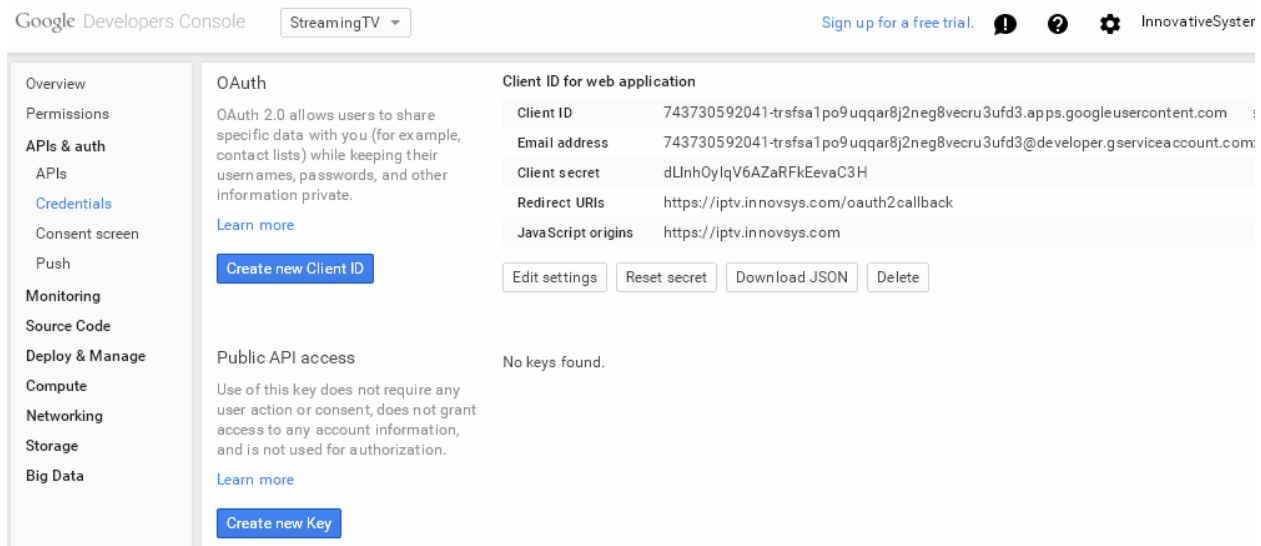 Google Developers Console
StreamingTV
Sign up for a free trial.
InnovativeSyster
Overview
Permissions
APIs & auth
APIs
Credentials
Consent screen
Push
Monitoring
Source Code
Deploy & Manage
Compute
Networking
Storage
Big Data
OAuth
OAuth 2.0 allows users to share
specific data with you (for example,
contact lists) while keeping their
usernames, passwords, and other
information private.
Learn more
Create new Client ID
Client ID for web application
Client ID 743730592041-trsfsa1po9uqqar8j2neg8vecru3ufd3.apps.googleusercontent.com
Email address 743730592041-trsfsa1po9uqqar8j2neg8vecru3ufd3@developer.gserviceaccount.com
Client secret dLInhOyIqV6AZaRFkEevaC3H
Redirect URIs https://iptv.innovsys.com/oauth2callback
JavaScript origins https://iptv.innovsys.com
Edit settings Reset secret Download JSON Delete
Public API access
Use of this key does not require any
user action or consent, does not grant
access to any account information,
and is not used for authorization.
Learn more
Create new Key
No keys found.